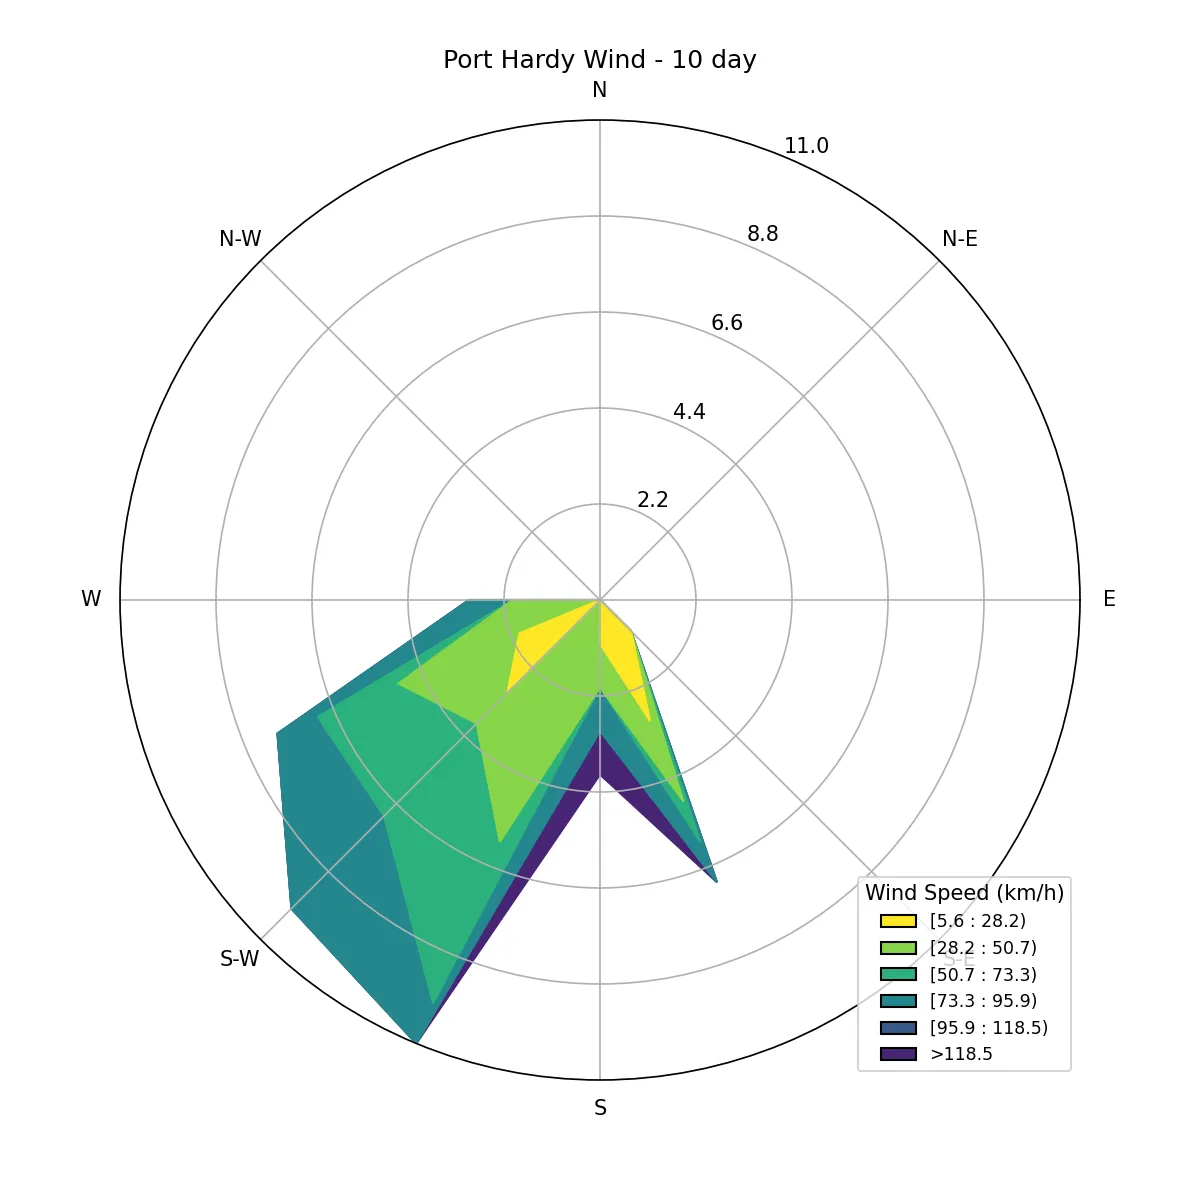 Port Hardy Wind - 10 day
N
11.0
N-W
N-E
8.8
6.6
4.4
2.2
W
E
Wind Speed (km/h)
[5.6 : 28.2)
[28.2 : 50.7)
S-W
S-E
[50.7 : 73.3)
[73.3 : 95.9)
[95.9 : 118.5)
>118.5
S